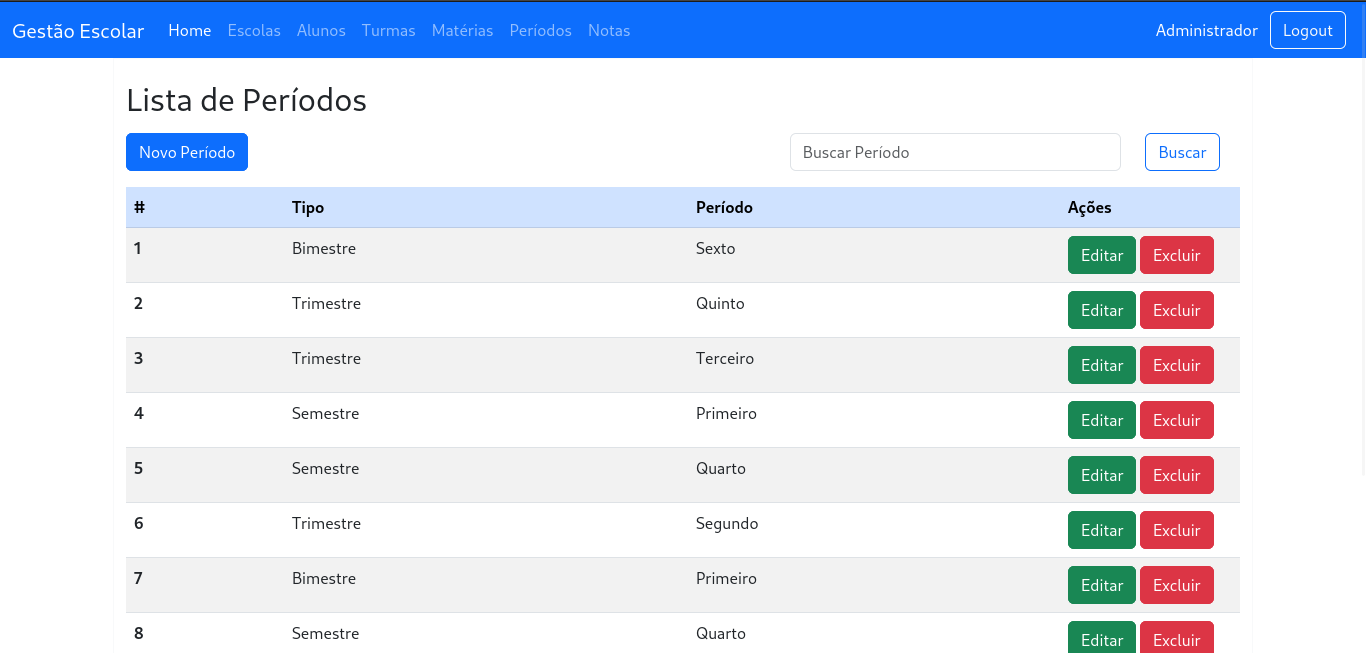 Gestão Escolar Home Escolas Alunos Turmas Matérias Períodos Notas Administrador Logout
Lista de Períodos
Novo Período Buscar Período Buscar
# Tipo Período Ações
1 Bimestre Sexto Editar Excluir
2 Trimestre Quinto Editar Excluir
3 Trimestre Terceiro Editar Excluir
4 Semestre Primeiro Editar Excluir
5 Semestre Quarto Editar Excluir
6 Trimestre Segundo Editar Excluir
7 Bimestre Primeiro Editar Excluir
8 Semestre Quarto Editar Excluir